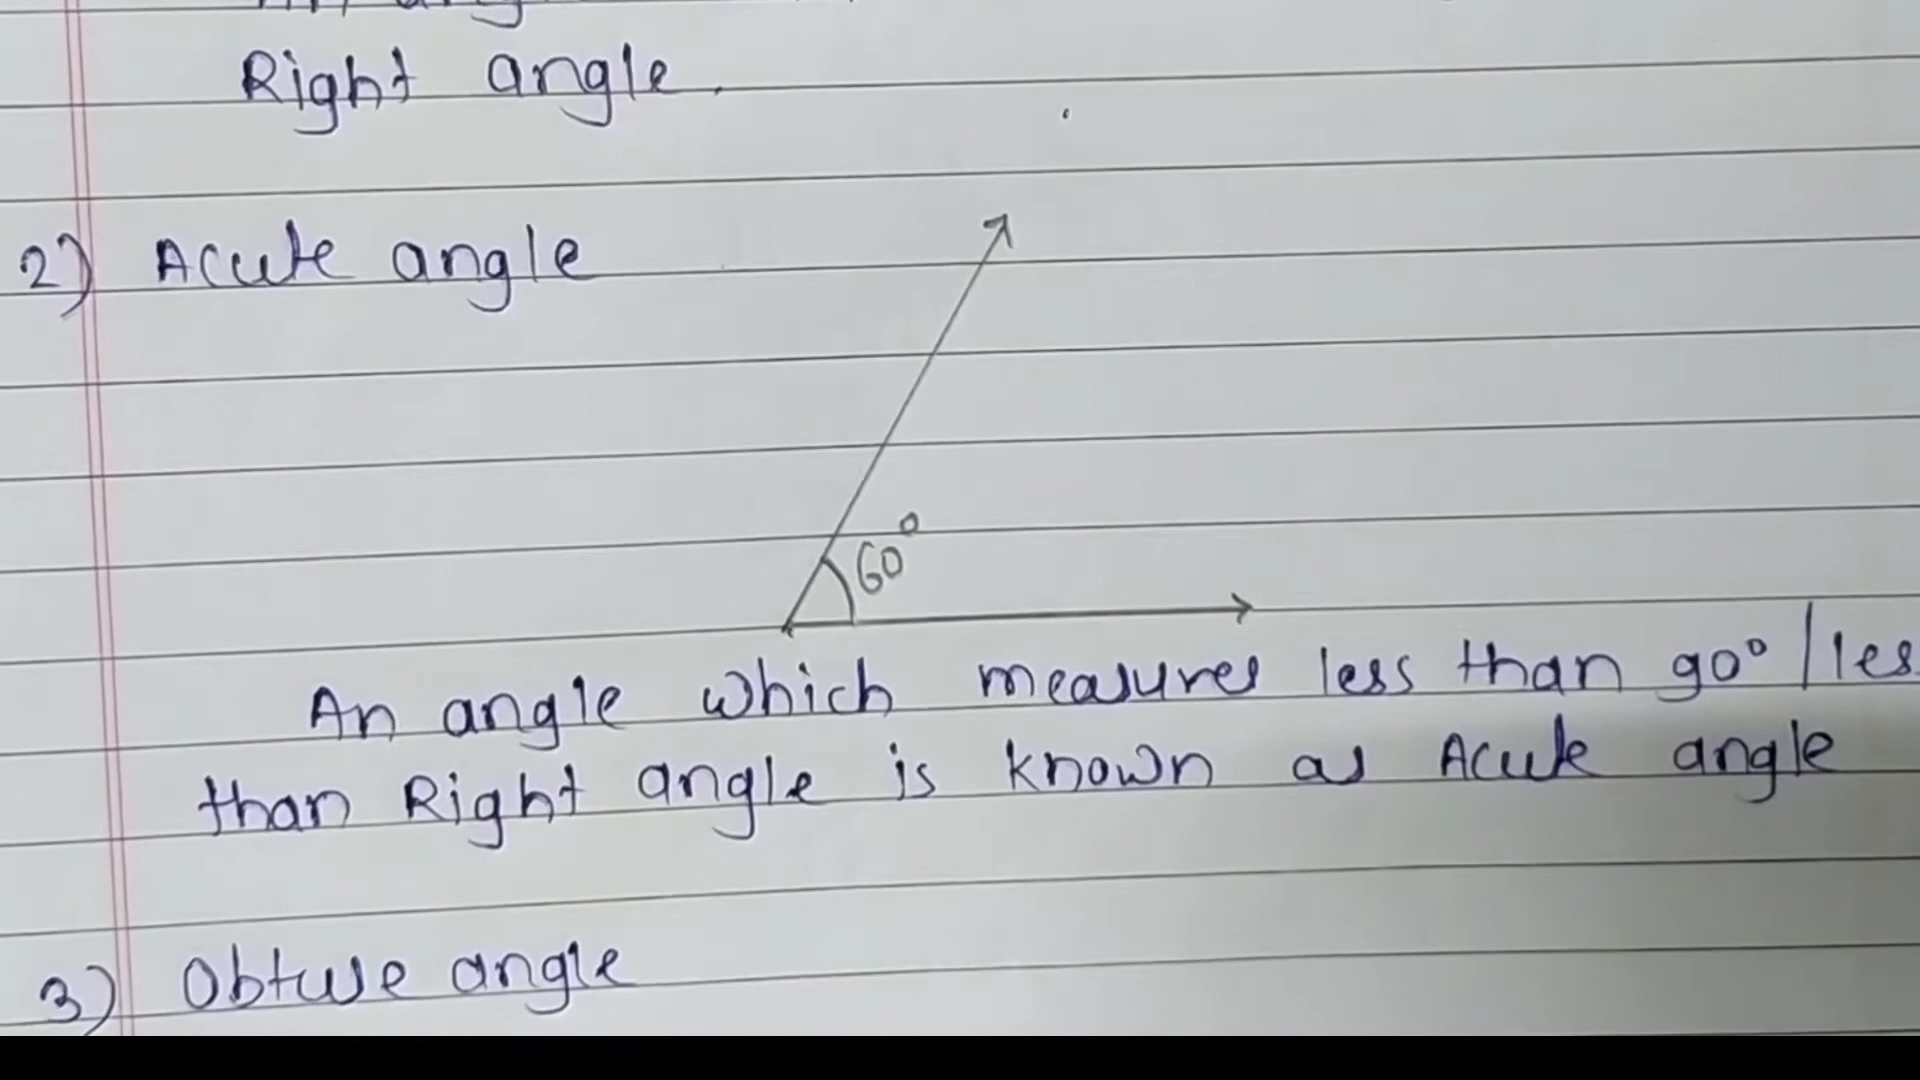 Right angle.
2) Acute angle
60°
An angle which measures less than 90° / les
than Right angle is known as Acute angle
3) Obtuse angle